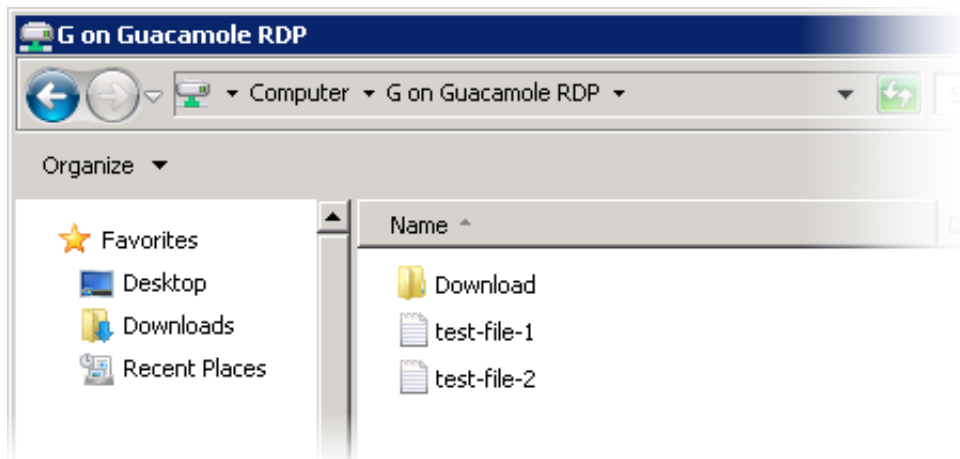 G on Guacamole RDP
Computer G on Guacamole RDP
Organize
Favorites
Desktop
Downloads
Recent Places
Name
Download
test-file-1
test-file-2